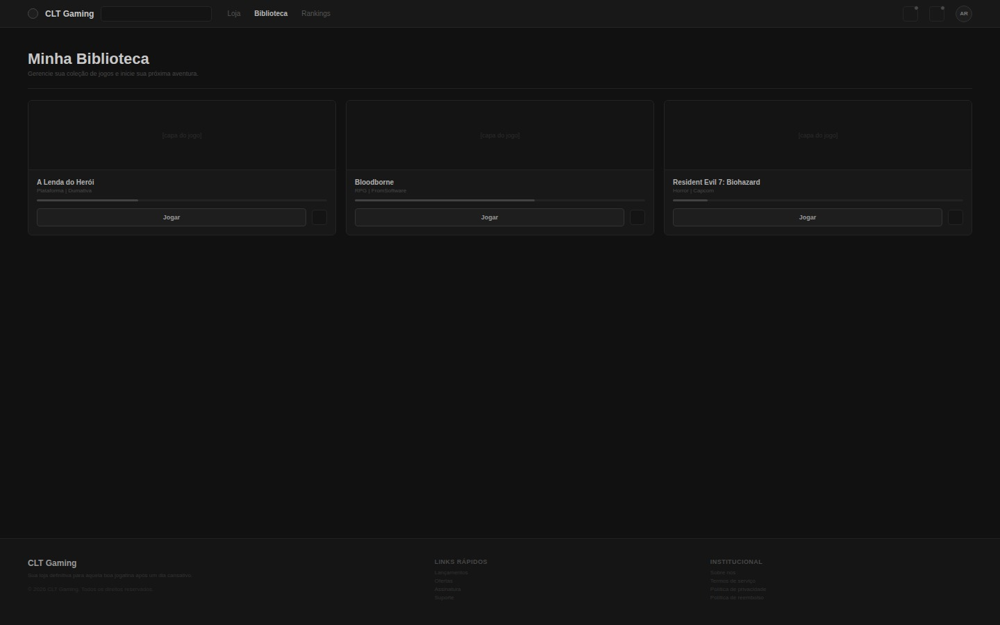 CLT Gaming
Loja
Biblioteca
Rankings
AR
Minha Biblioteca
Gerencie sua coleção de jogos e inicie sua próxima aventura.
[capa do jogo]
[capa do jogo]
[capa do jogo]
A Lenda do Herói
Plataforma | Dumativa
Jogar
Bloodborne
RPG | FromSoftware
Jogar
Resident Evil 7: Biohazard
Horror | Capcom
Jogar
CLT Gaming
Sua loja definitiva para aquela boa jogatina após um dia cansativo.
© 2026 CLT Gaming. Todos os direitos reservados.
LINKS RÁPIDOS
Lançamentos
Ofertas
Assinatura
Suporte
INSTITUCIONAL
Sobre nós
Termos de serviço
Política de privacidade
Política de reembolso